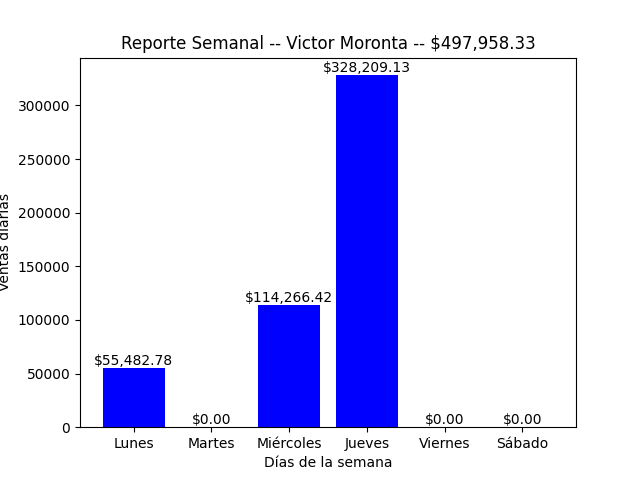 Reporte Semanal -- Victor Moronta -- $497,958.33
$328,209.13
300000
250000
200000
150000
$114,266.42
100000
$55,482.78
50000
$0.00 $0.00 $0.00
0
Ventas diarias
Lunes Martes Miércoles Jueves Viernes Sábado
Días de la semana